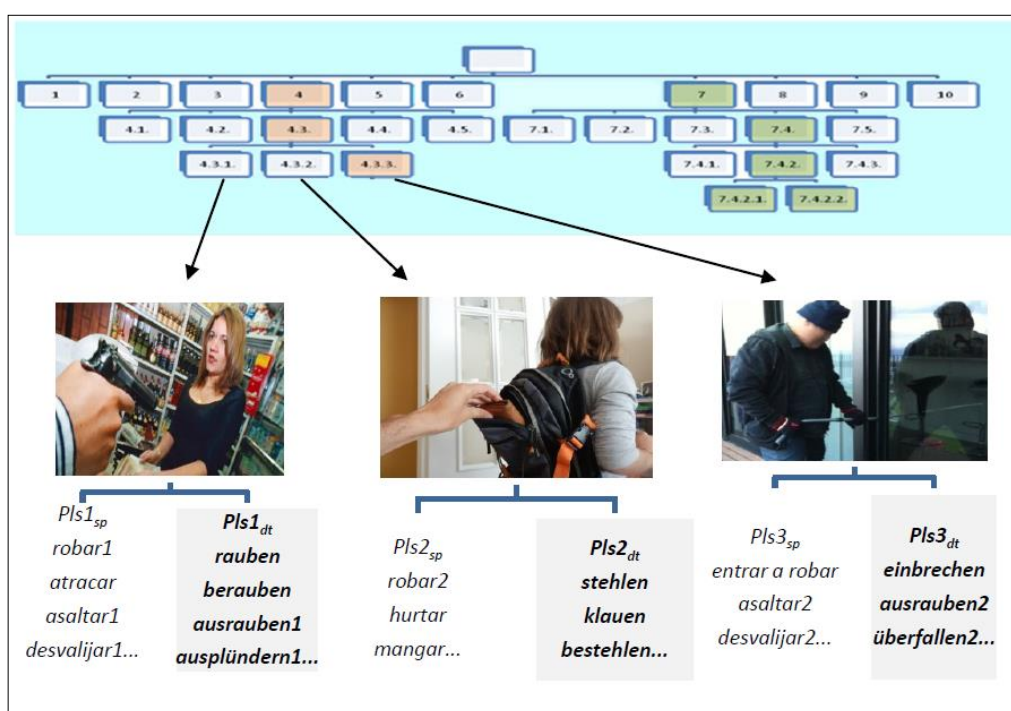 1 2 3 4 5 6 7 8 9 10
4.1. 4.2. 4.3. 4.4. 4.5. 7.1. 7.2. 7.3. 7.4. 7.5.
4.3.1. 4.3.2. 4.3.3. 7.4.1. 7.4.2. 7.4.3.
7.4.2.1. 7.4.2.2.
Pls1sp
robar1
atracar
asaltar1
desvalijar1...
Pls1dt
rauben
berauben
ausrauben1
ausplündern1...
Pls2sp
robar2
hurtar
mangar...
Pls2dt
stehlen
klauen
bestehlen...
Pls3sp
entrar a robar
asaltar2
desvalijar2...
Pls3dt
einbrechen
ausrauben2
überfallen2...